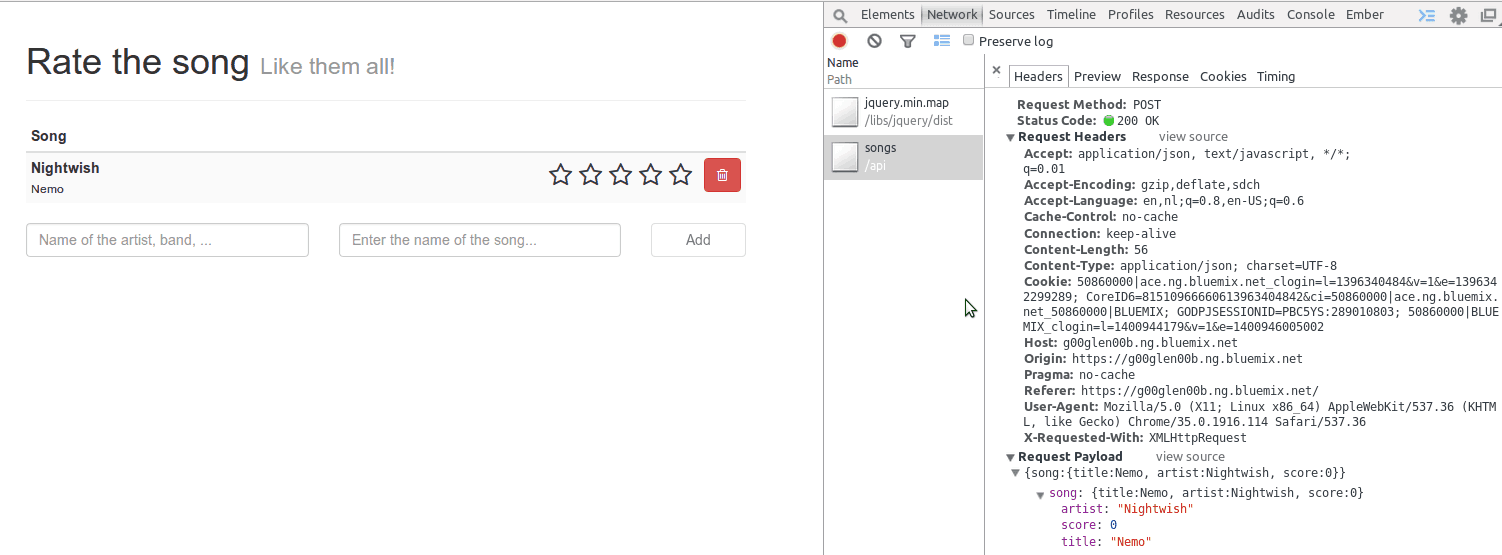 Rate the song Like them all!
Song
Nightwish
Nemo
Name of the artist, band, ...
Enter the name of the song...
Add
Elements Network Sources Timeline Profiles Resources Audits Console Ember
Preserve log
Name
Path
jquery.min.map
/libs/jquery/dist
songs
/api
× Headers Preview Response Cookies Timing
Request Method: POST
Status Code: 200 OK
Request Headers view source
Accept: application/json, text/javascript, */*;
q=0.01
Accept-Encoding: gzip,deflate,sdch
Accept-Language: en,nl;q=0.8,en-US;q=0.6
Cache-Control: no-cache
Connection: keep-alive
Content-Length: 56
Content-Type: application/json; charset=UTF-8
Cookie: 50860000|ace.ng.bluemix.net_clogin=l=1396340484&v=1&e=139634
2299289; CoreID6=81510966660613963404842&ci=50860000|ace.ng.bluemix.
net_50860000|BLUEMIX; GODPJSESSIONID=PBC5YS:289010803; 50860000|BLUE
MIX_clogin=l=1400944179&v=1&e=1400946005002
Host: g00glen00b.ng.bluemix.net
Origin: https://g00glen00b.ng.bluemix.net
Pragma: no-cache
Referer: https://g00glen00b.ng.bluemix.net/
User-Agent: Mozilla/5.0 (X11; Linux x86_64) AppleWebKit/537.36 (KHTM
L, like Gecko) Chrome/35.0.1916.114 Safari/537.36
X-Requested-With: XMLHttpRequest
Request Payload view source
{song:{title:Nemo, artist:Nightwish, score:0}}
song: {title:Nemo, artist:Nightwish, score:0}
artist: "Nightwish"
score: 0
title: "Nemo"